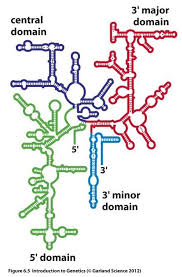 central
domain
3' major
domain
5'
3'
3' minor
domain
5' domain
Figure 6.5 Introduction to Genetics (© Garland Science 2012)